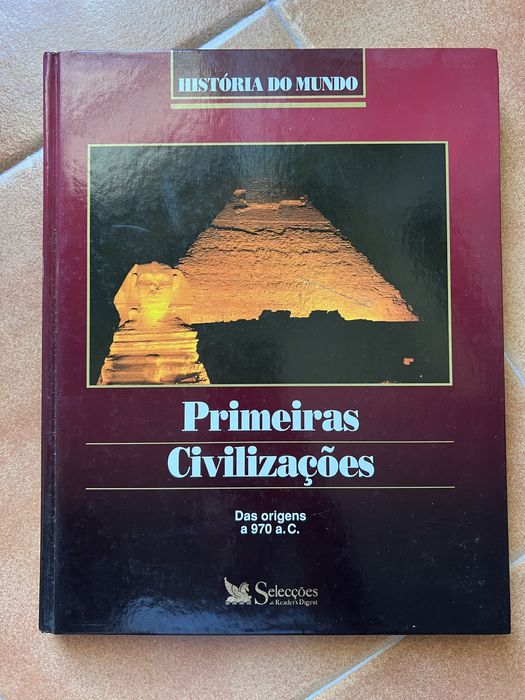 HISTÓRIA DO MUNDO
Primeiras
Civilizações
Das origens
a 970 a.C.
Selecções
do Reader's Digest